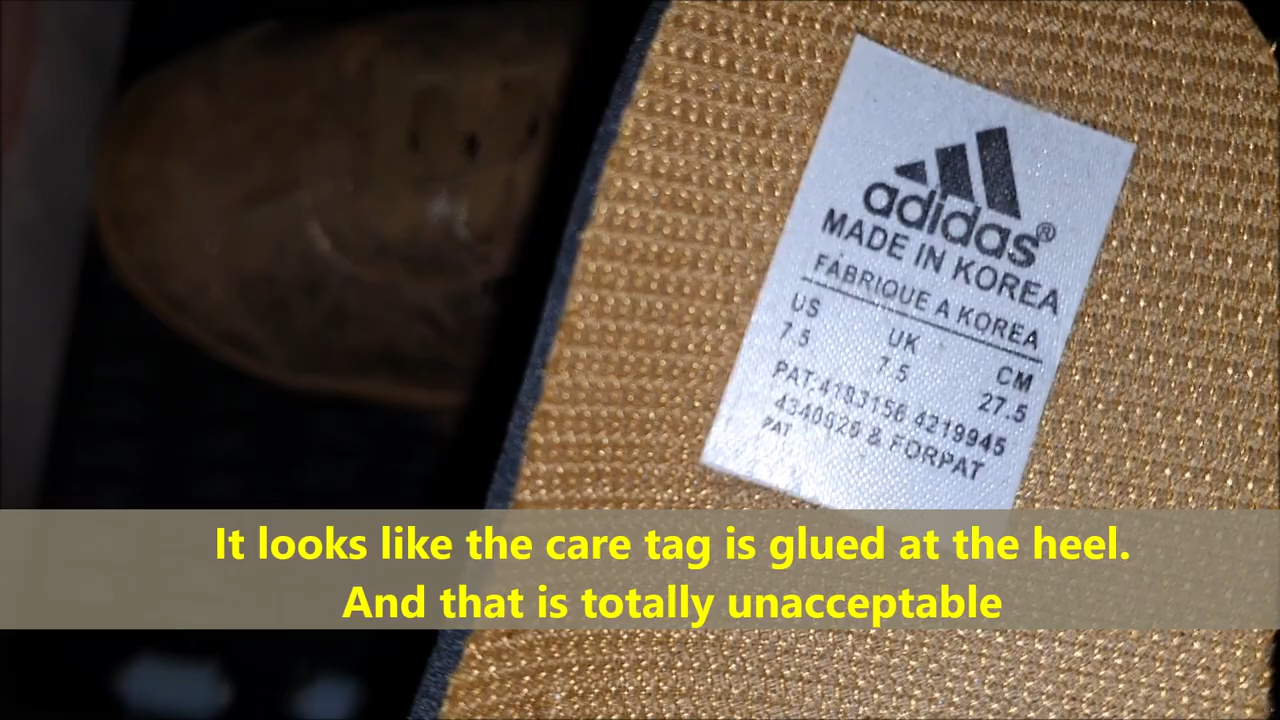 adidas®
MADE IN KOREA
FABRIQUE A KOREA
US UK CM
7.5 7.5 27.5
PAT:4183156 4219945
4340626 & FORPAT
PAT
It looks like the care tag is glued at the heel.
And that is totally unacceptable